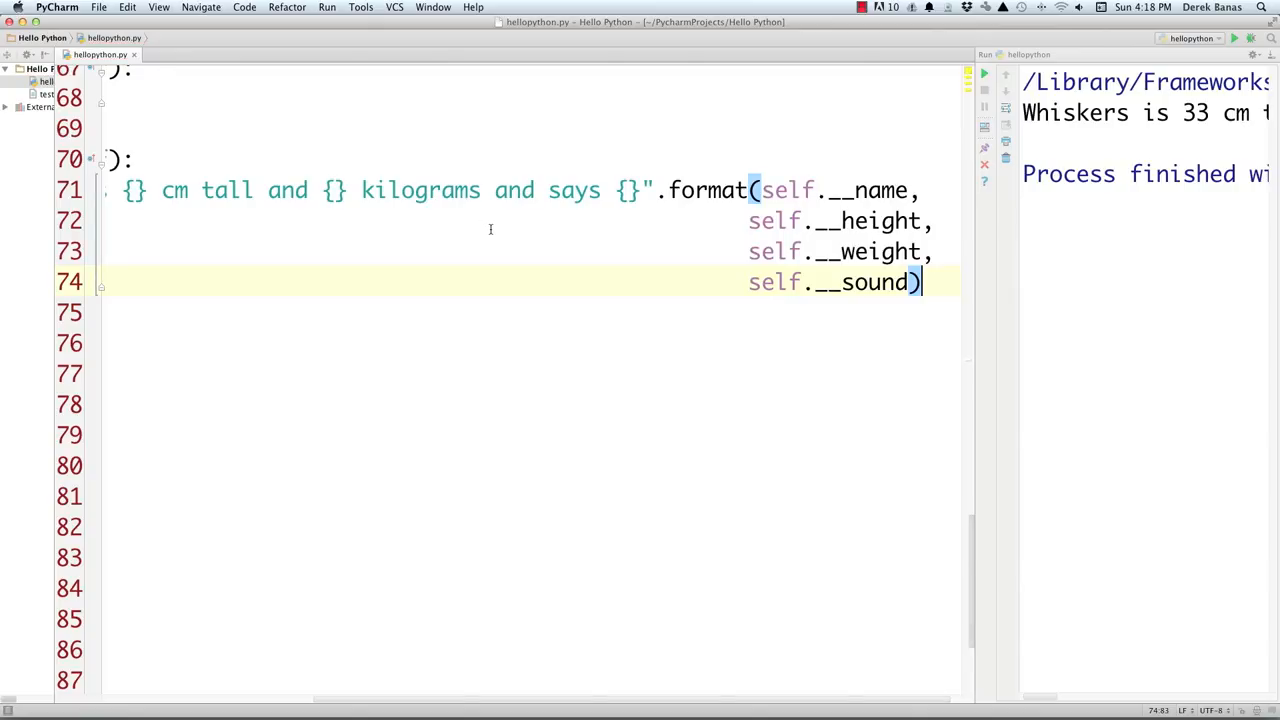 PyCharm File Edit View Navigate Code Refactor Run Tools VCS Window Help 10 Sun 4:18 PM Derek Banas
hellopython.py – Hello Python – [~/PycharmProjects/Hello Python]
Hello Python hellopython.py hellopython
hellopython.py Run hellopython
Hello P
hello
test
Extern
67 ):
68
69
70 f):
71 s {} cm tall and {} kilograms and says {}".format(self.__name,
72 self.__height,
73 self.__weight,
74 self.__sound)
75
76
77
78
79
80
81
82
83
84
85
86
87
/Library/Frameworks
Whiskers is 33 cm t
Process finished wi
74:83 LF UTF-8